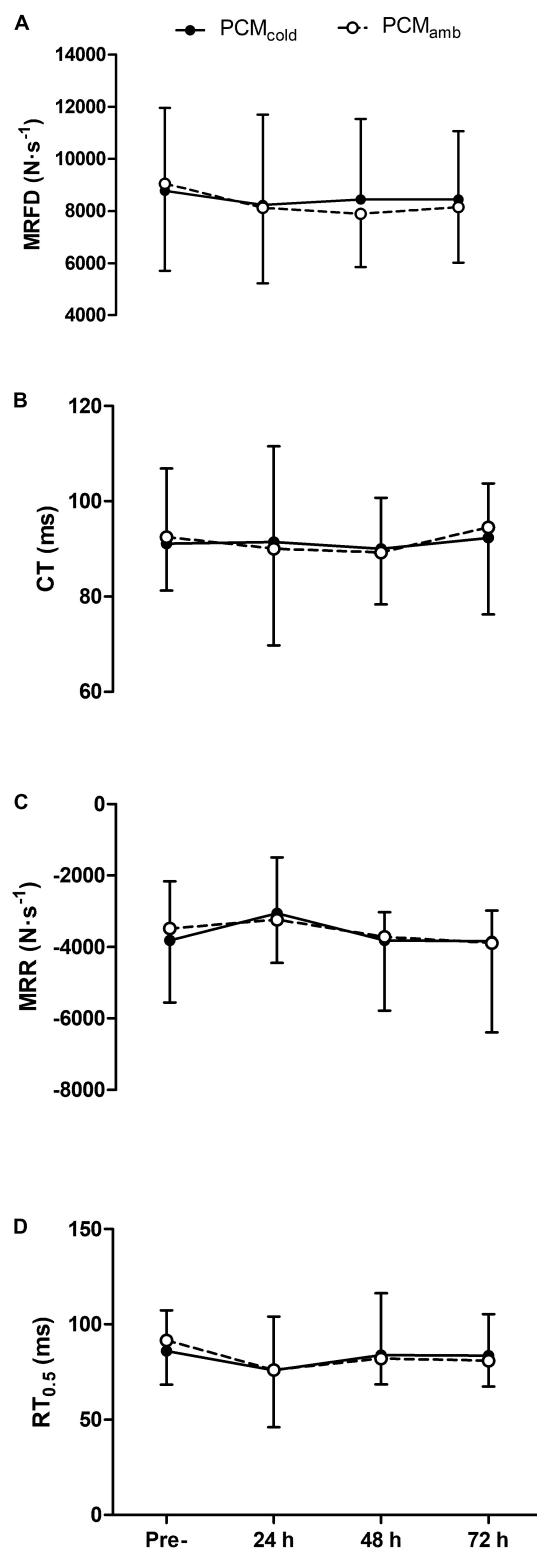 A
PCMcold PCMamb
14000
12000
10000
8000
6000
4000
MRFD (N·s-1)
B
120
100
80
60
CT (ms)
C
0
-2000
-4000
-6000
-8000
MRR (N·s-1)
D
150
100
50
0
RT0.5 (ms)
Pre- 24 h 48 h 72 h